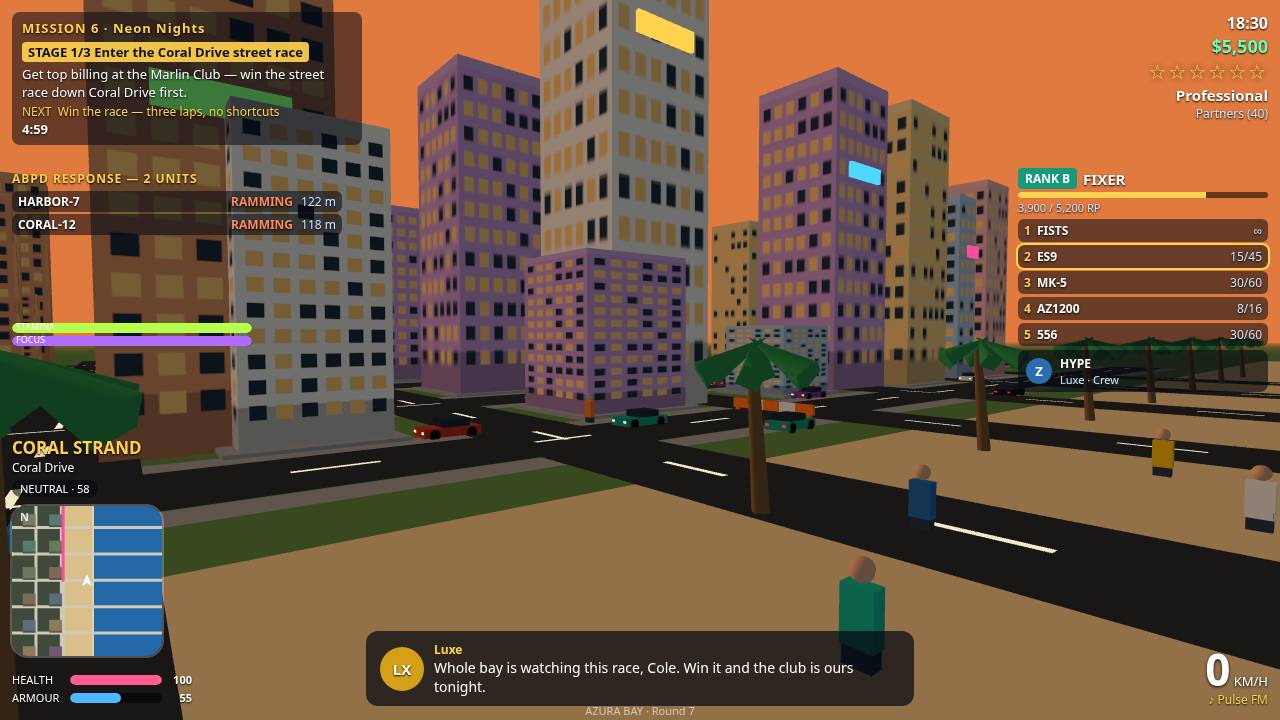 MISSION 6 · Neon Nights
STAGE 1/3 Enter the Coral Drive street race
Get top billing at the Marlin Club — win the street
race down Coral Drive first.
NEXT Win the race — three laps, no shortcuts
4:59
ABPD RESPONSE — 2 UNITS
HARBOR-7 RAMMING 122 m
CORAL-12 RAMMING 118 m
STAMINA
FOCUS
CORAL STRAND
Coral Drive
NEUTRAL · 58
N
HEALTH 100
ARMOUR 55
18:30
$5,500
☆☆☆☆☆☆
Professional
Partners (40)
RANK B FIXER
3,900 / 5,200 RP
1 FISTS ∞
2 ES9 15/45
3 MK-5 30/60
4 AZ1200 8/16
5 556 30/60
Z HYPE
Luxe · Crew
LX Luxe
Whole bay is watching this race, Cole. Win it and the club is ours
tonight.
AZURA BAY · Round 7
0 KM/H
♪ Pulse FM